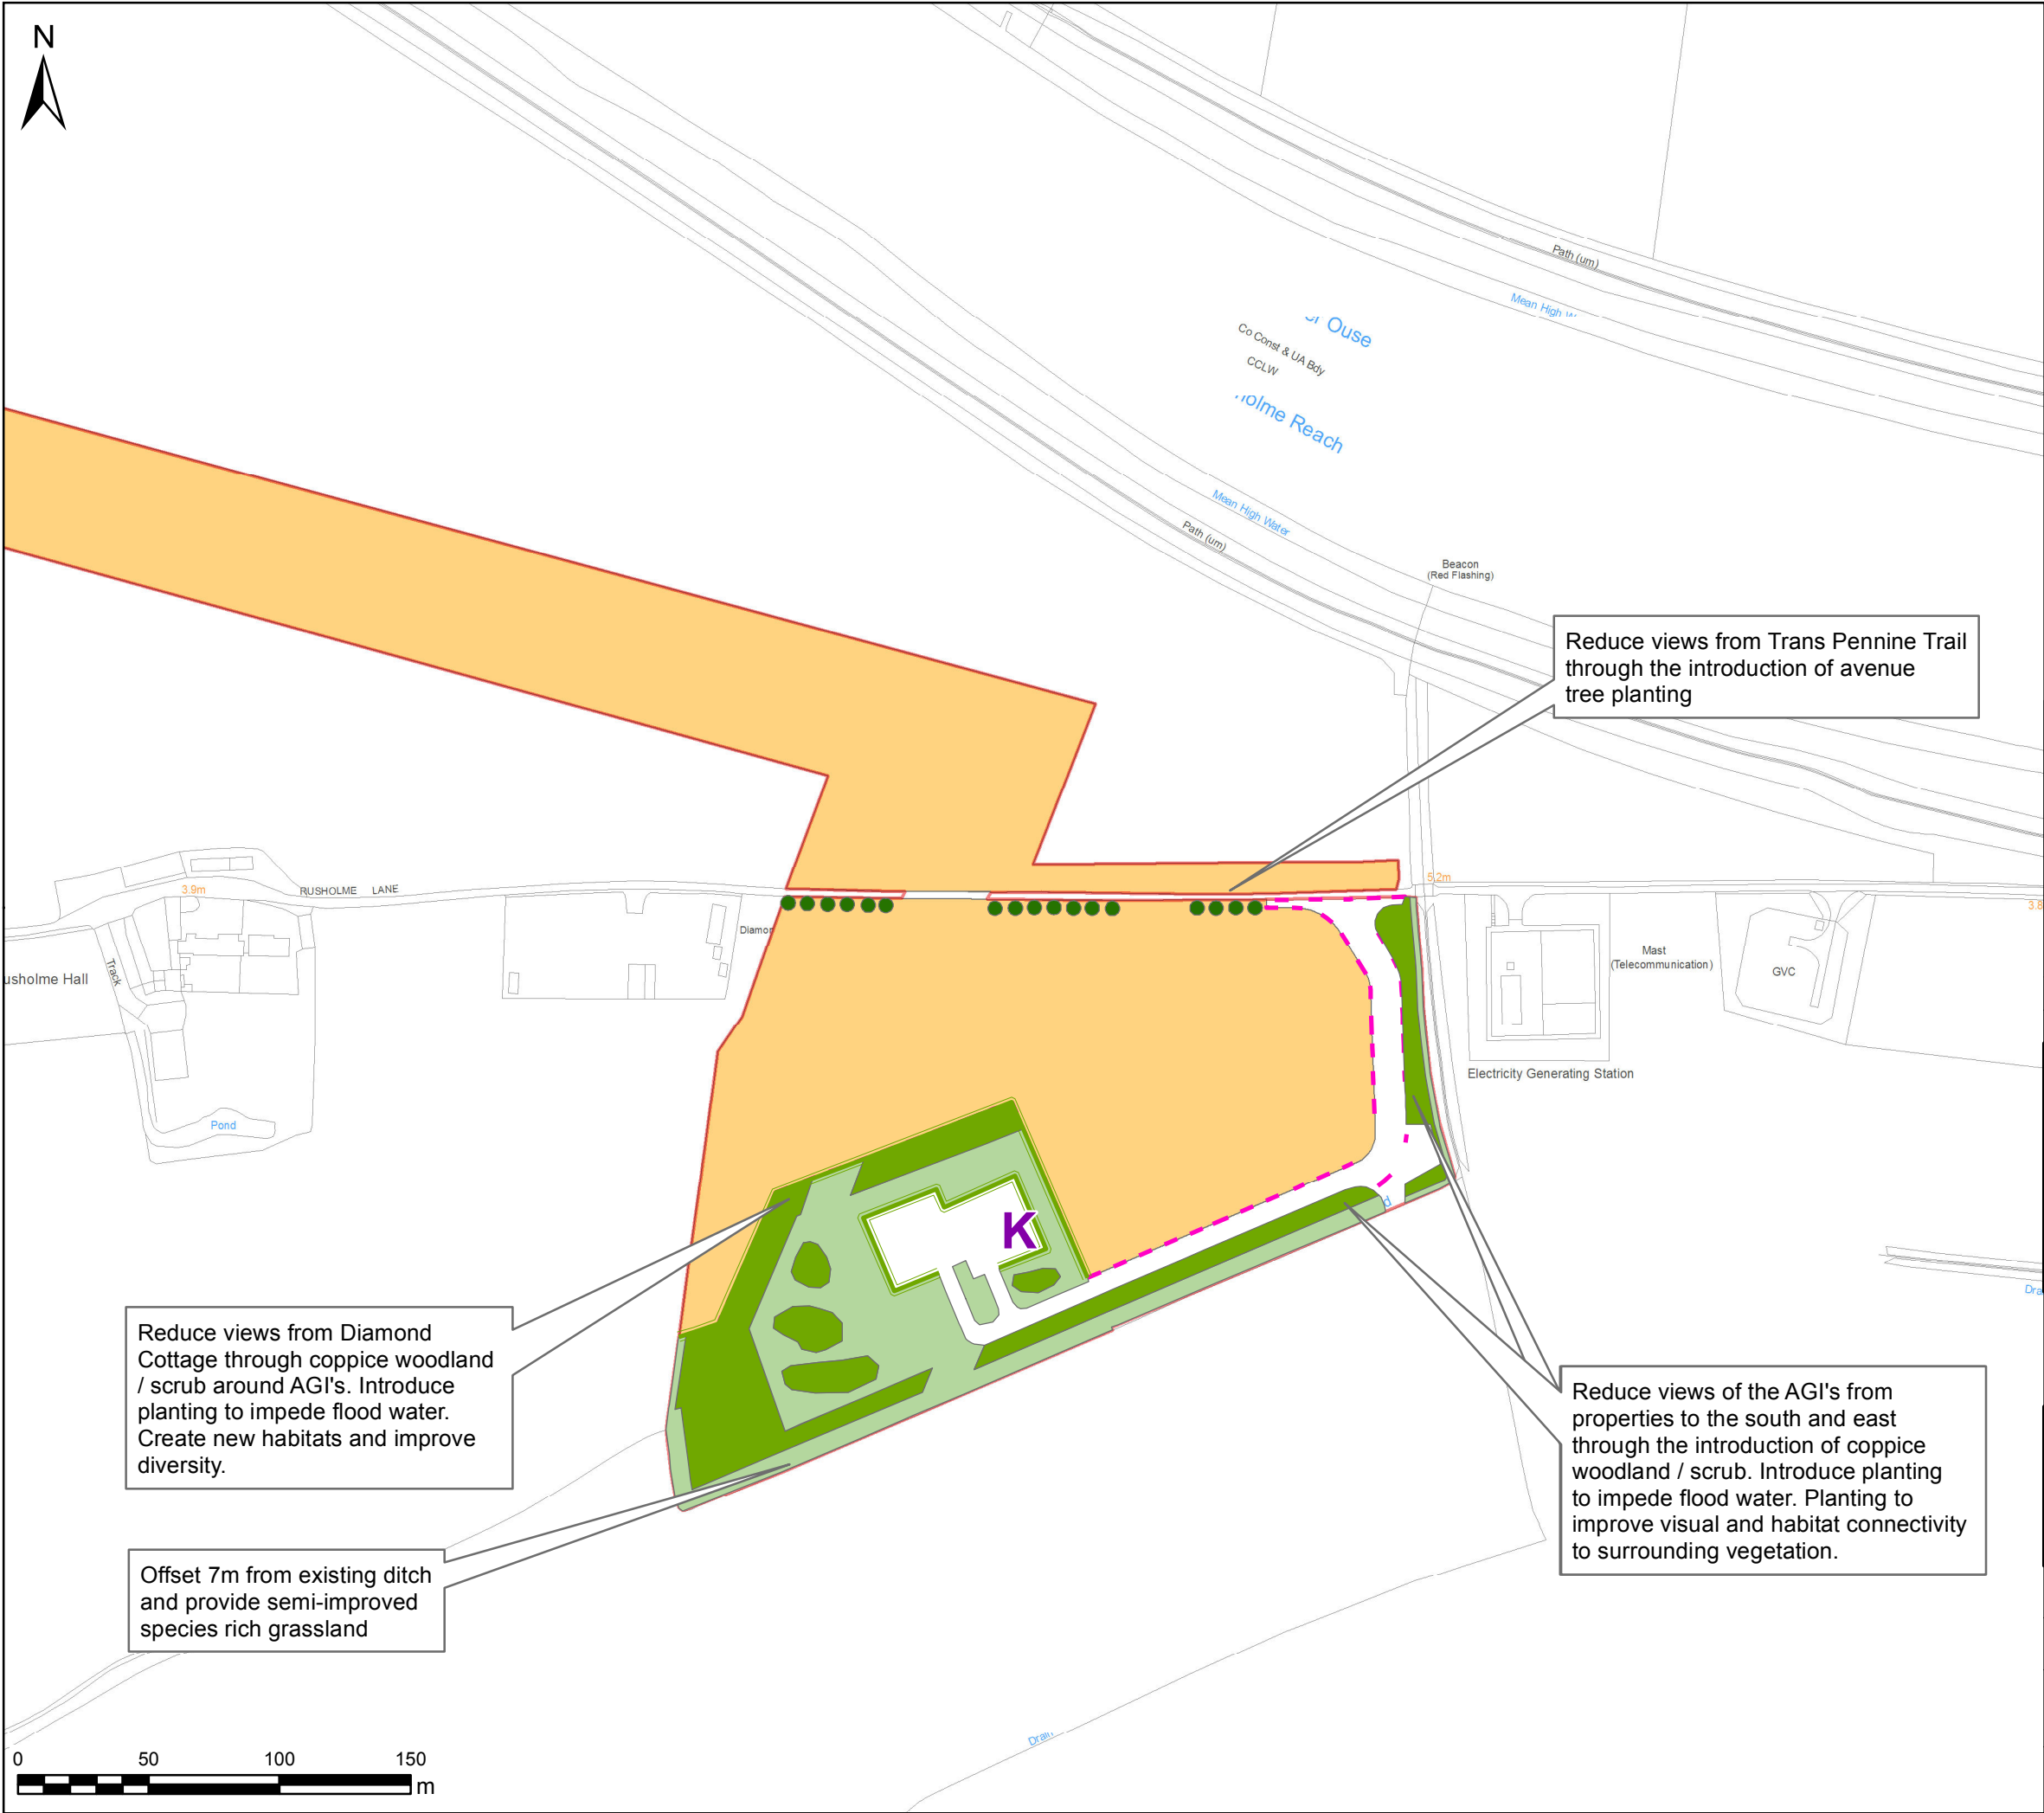 N
Path (um)
Mean High
Ouse
Co Const & UA Bdy
CCLW
Reach
Mean High Water
Path (um)
Beacon
(Red Flashing)
Reduce views from Trans Pennine Trail
through the introduction of avenue
tree planting
3.9m
RUSHOLME LANE
5.2m
3.8
Diamon
usholme Hall
Track
Mast
(Telecommunication)
GVC
Electricity Generating Station
Pond
K
d
Dra
Reduce views from Diamond
Cottage through coppice woodland
/ scrub around AGI's. Introduce
planting to impede flood water.
Create new habitats and improve
diversity.
Reduce views of the AGI's from
properties to the south and east
through the introduction of coppice
woodland / scrub. Introduce planting
to impede flood water. Planting to
improve visual and habitat connectivity
to surrounding vegetation.
Offset 7m from existing ditch
and provide semi-improved
species rich grassland
Drain
0 50 100 150
m